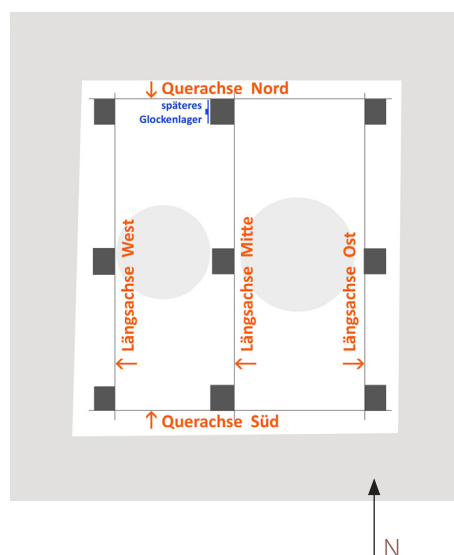 ↓ Querachse Nord
späteres
Glockenlager
Längsachse West
Längsachse Mitte
Längsachse Ost
↑ Querachse Süd
N